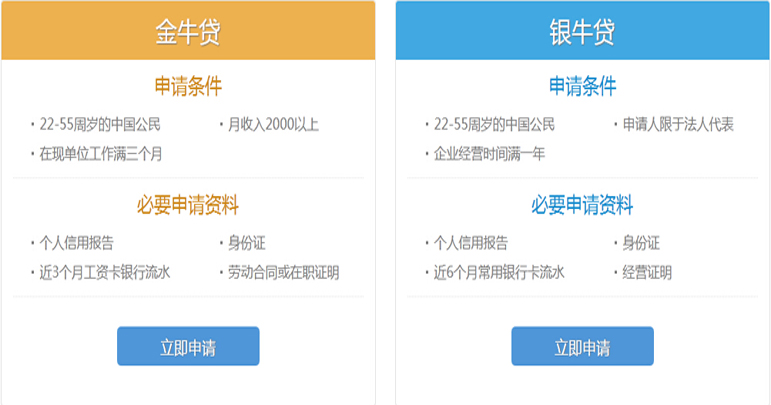 金牛贷
申请条件
· 22-55周岁的中国公民
· 月收入2000以上
· 在现单位工作满三个月
必要申请资料
· 个人信用报告
· 身份证
· 近3个月工资卡银行流水
· 劳动合同或在职证明
立即申请
银牛贷
申请条件
· 22-55周岁的中国公民
· 申请人限于法人代表
· 企业经营时间满一年
必要申请资料
· 个人信用报告
· 身份证
· 近6个月常用银行卡流水
· 经营证明
立即申请